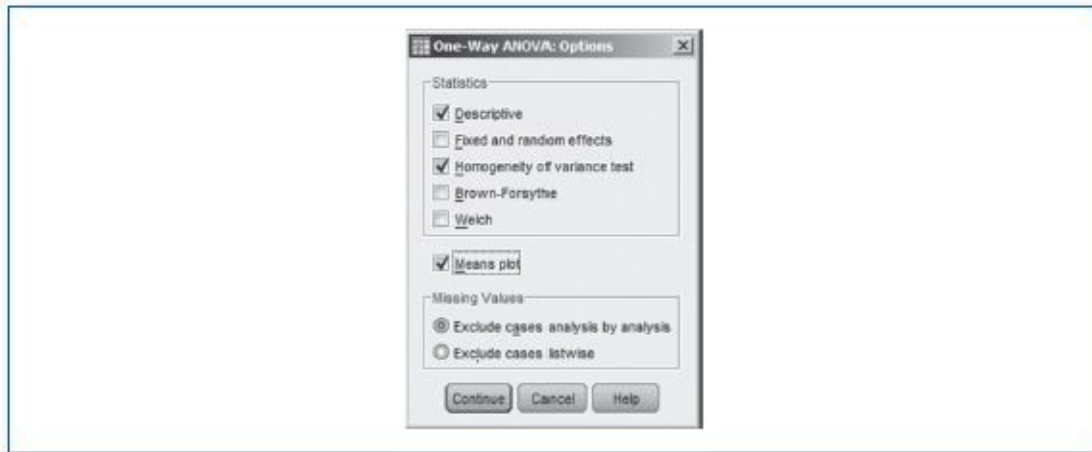 One-Way ANOVA: Options
Statistics
Descriptive
Fixed and random effects
Homogeneity of variance test
Brown-Forsythe
Welch
Means plot
Missing Values
Exclude cases analysis by analysis
Exclude cases listwise
Continue Cancel Help